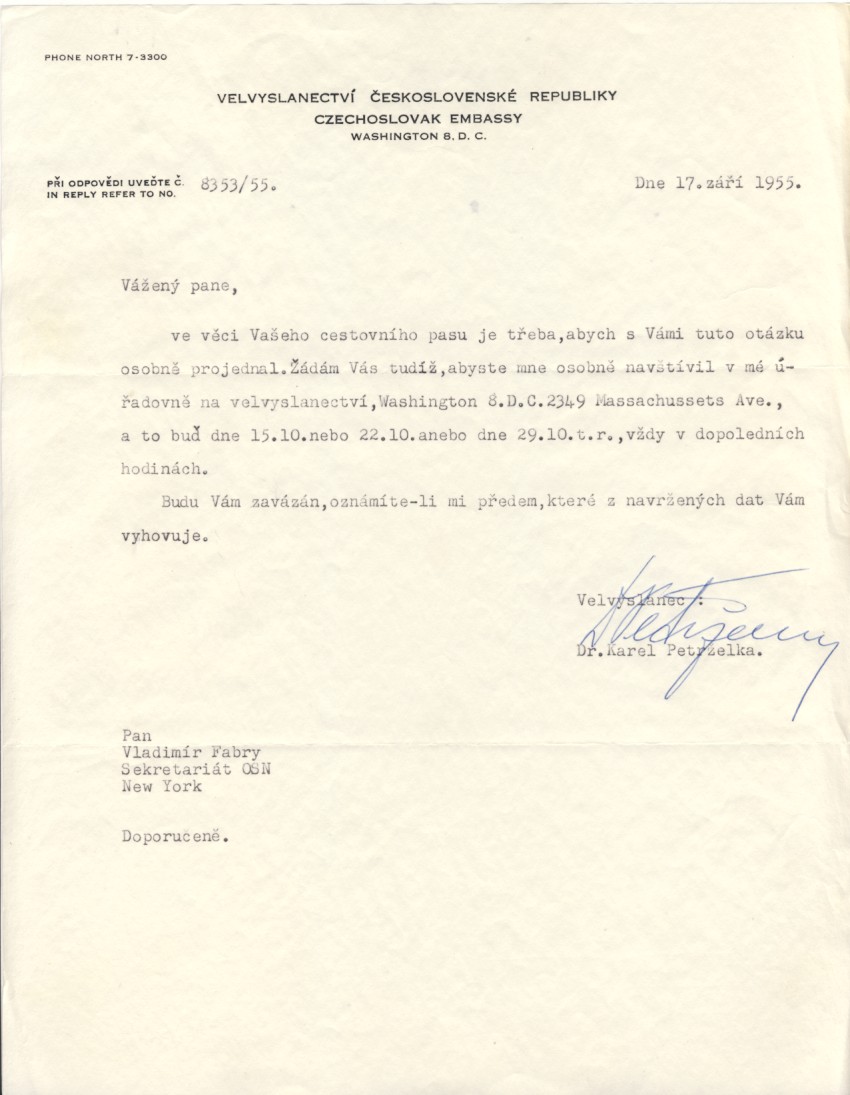 PHONE NORTH 7-3300
VELVYSLANECTVÍ ČESKOSLOVENSKÉ REPUBLIKY
CZECHOSLOVAK EMBASSY
WASHINGTON 8. D. C.
PŘI ODPOVĚDI UVEĎTE Č. 8353/55.
IN REPLY REFER TO NO.
Dne 17.září 1955.
Vážený pane,
ve věci Vašeho cestovního pasu je třeba,abych s Vámi tuto otázku
osobně projednal.Žádám Vás tudíž,abyste mne osobně navštívil v mé ú-
řadovně na velvyslanectví,Washington 8.D.C.2349 Massachussets Ave.,
a to buď dne 15.10.nebo 22.10.anebo dne 29.10.t.r.,vždy v dopoledních
hodinách.
Budu Vám zavázán,oznámíte-li mi předem,které z navržených dat Vám
vyhovuje.
Velvyslanec :
Dr.Karel Petrzelka.
Pan
Vladimír Fabry
Sekretariát OSN
New York
Doporučeně.